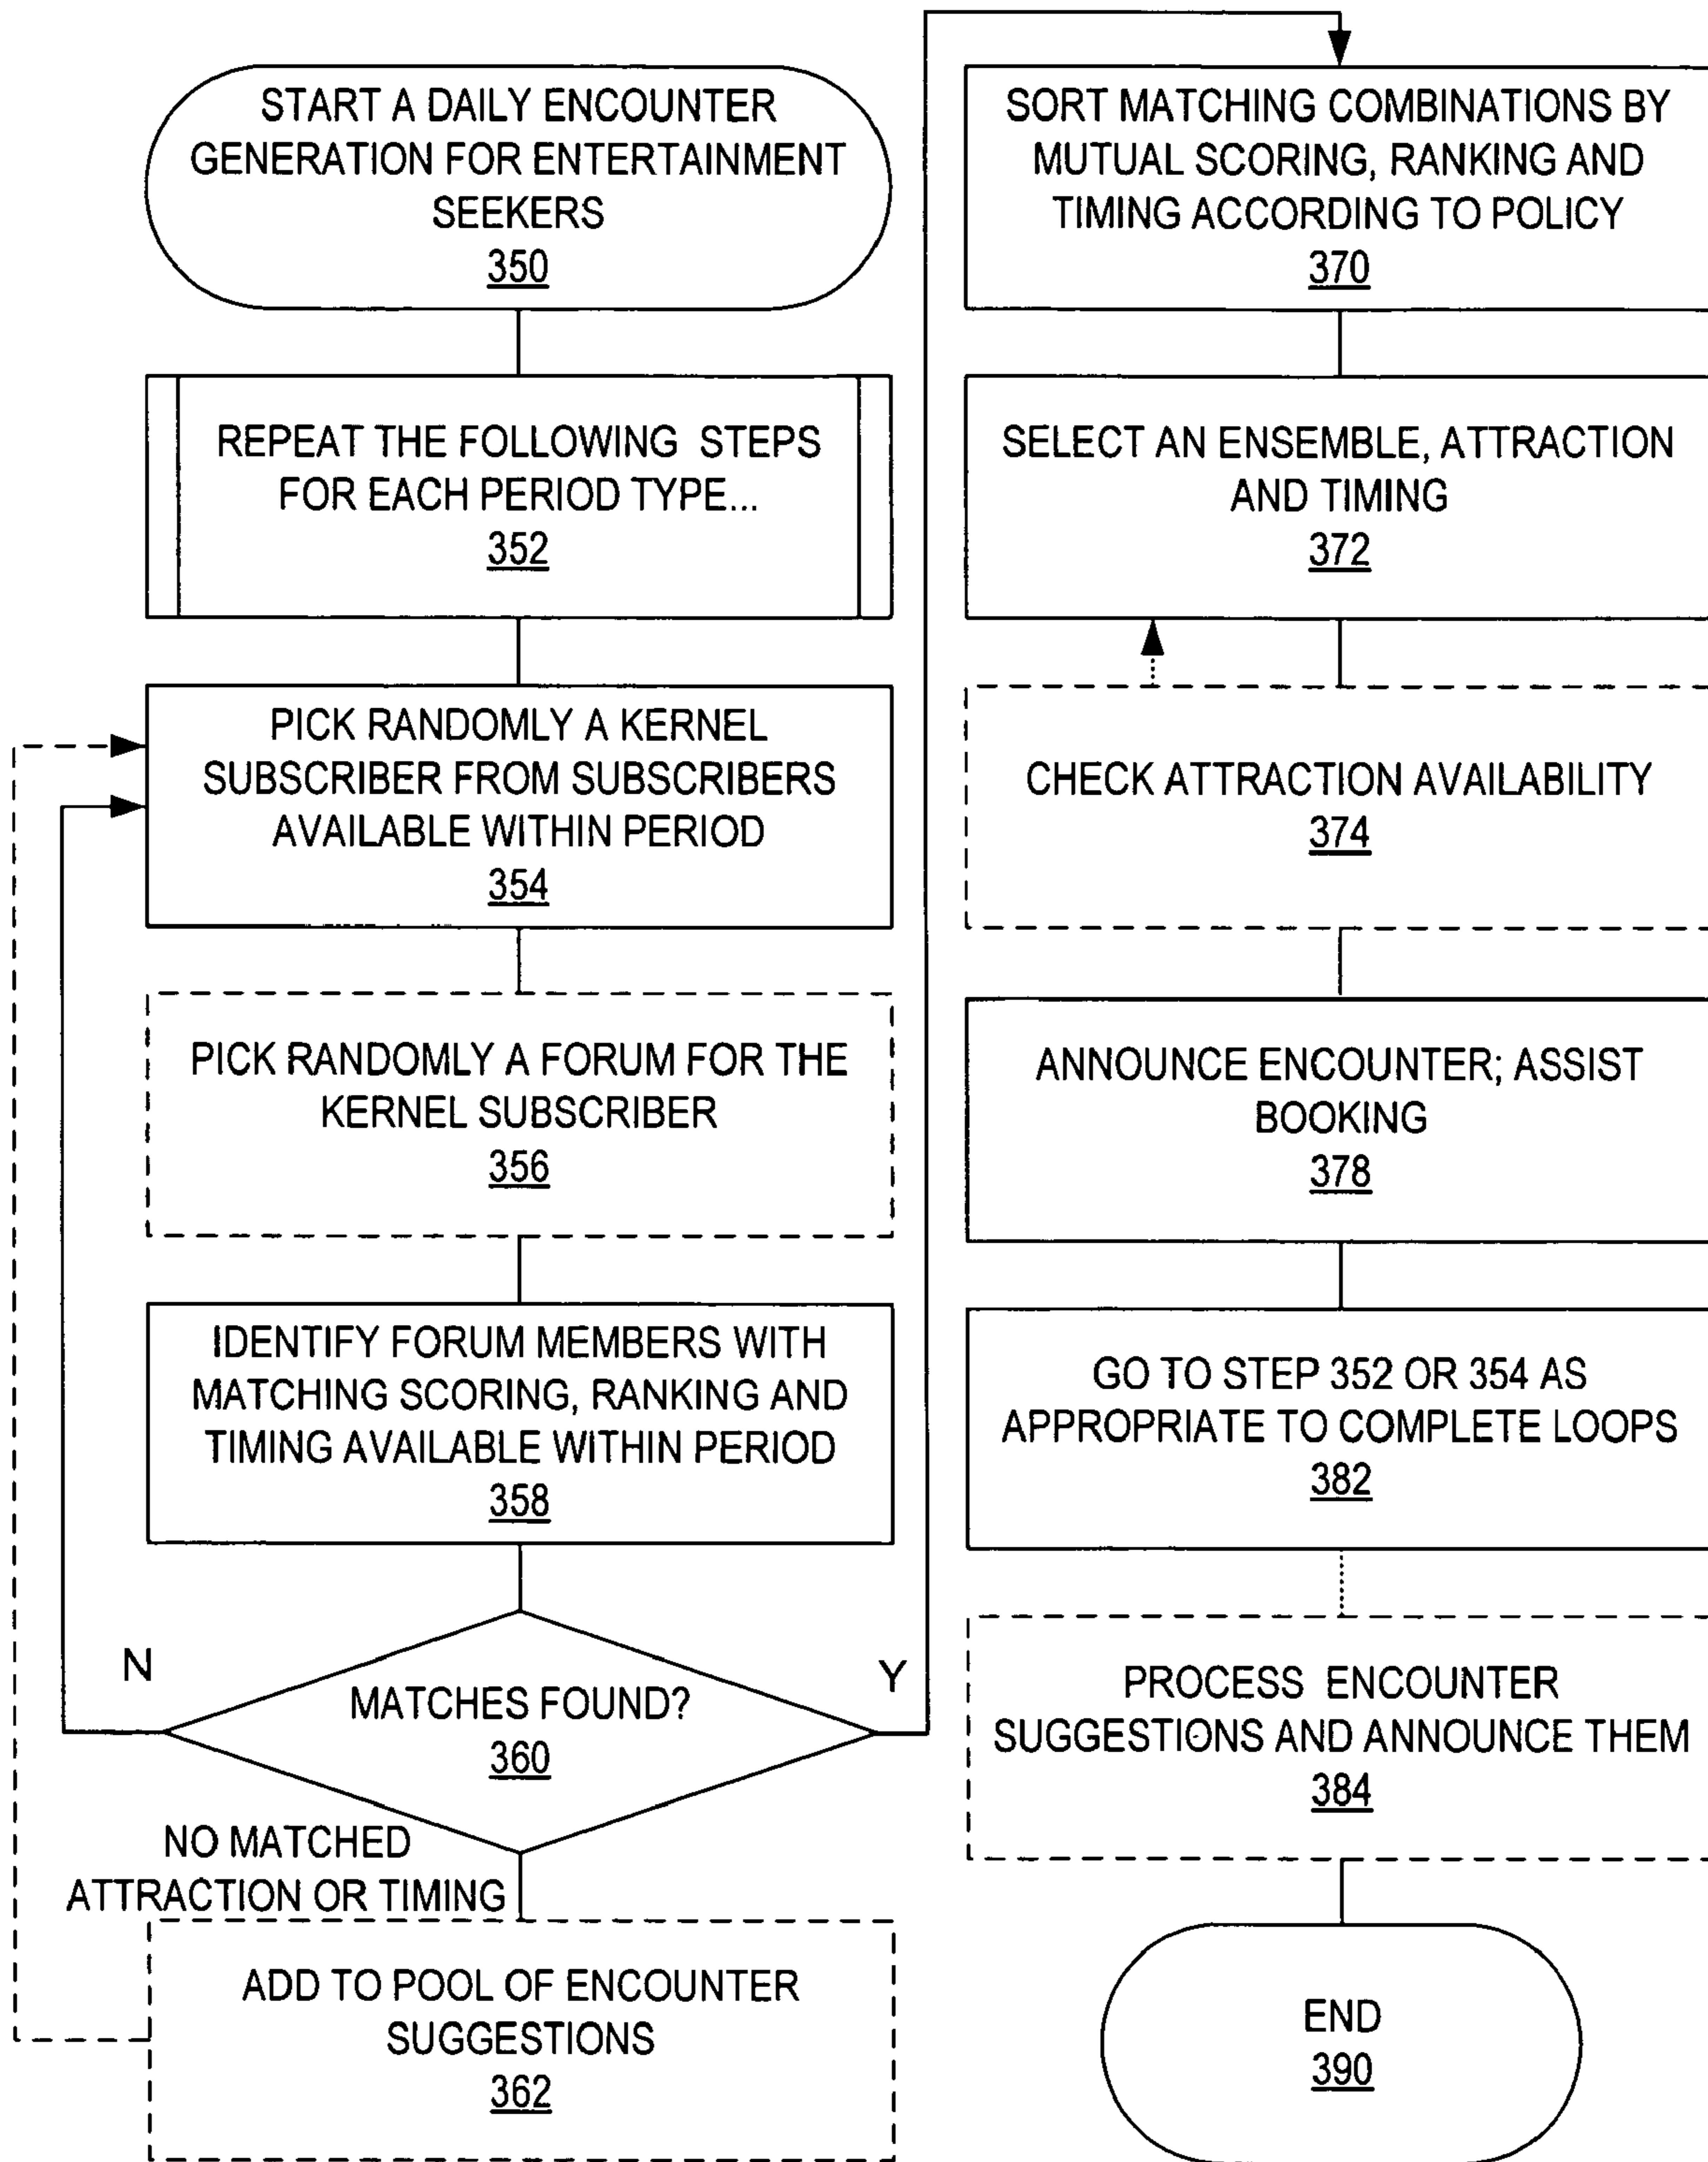 START A DAILY ENCOUNTER
GENERATION FOR ENTERTAINMENT
SEEKERS
350
REPEAT THE FOLLOWING STEPS
FOR EACH PERIOD TYPE...
352
PICK RANDOMLY A KERNEL
SUBSCRIBER FROM SUBSCRIBERS
AVAILABLE WITHIN PERIOD
354
PICK RANDOMLY A FORUM FOR THE
KERNEL SUBSCRIBER
356
IDENTIFY FORUM MEMBERS WITH
MATCHING SCORING, RANKING AND
TIMING AVAILABLE WITHIN PERIOD
358
N
Y
MATCHES FOUND?
360
NO MATCHED
ATTRACTION OR TIMING
ADD TO POOL OF ENCOUNTER
SUGGESTIONS
362
SORT MATCHING COMBINATIONS BY
MUTUAL SCORING, RANKING AND
TIMING ACCORDING TO POLICY
370
SELECT AN ENSEMBLE, ATTRACTION
AND TIMING
372
CHECK ATTRACTION AVAILABILITY
374
ANNOUNCE ENCOUNTER; ASSIST
BOOKING
378
GO TO STEP 352 OR 354 AS
APPROPRIATE TO COMPLETE LOOPS
382
PROCESS ENCOUNTER
SUGGESTIONS AND ANNOUNCE THEM
384
END
390